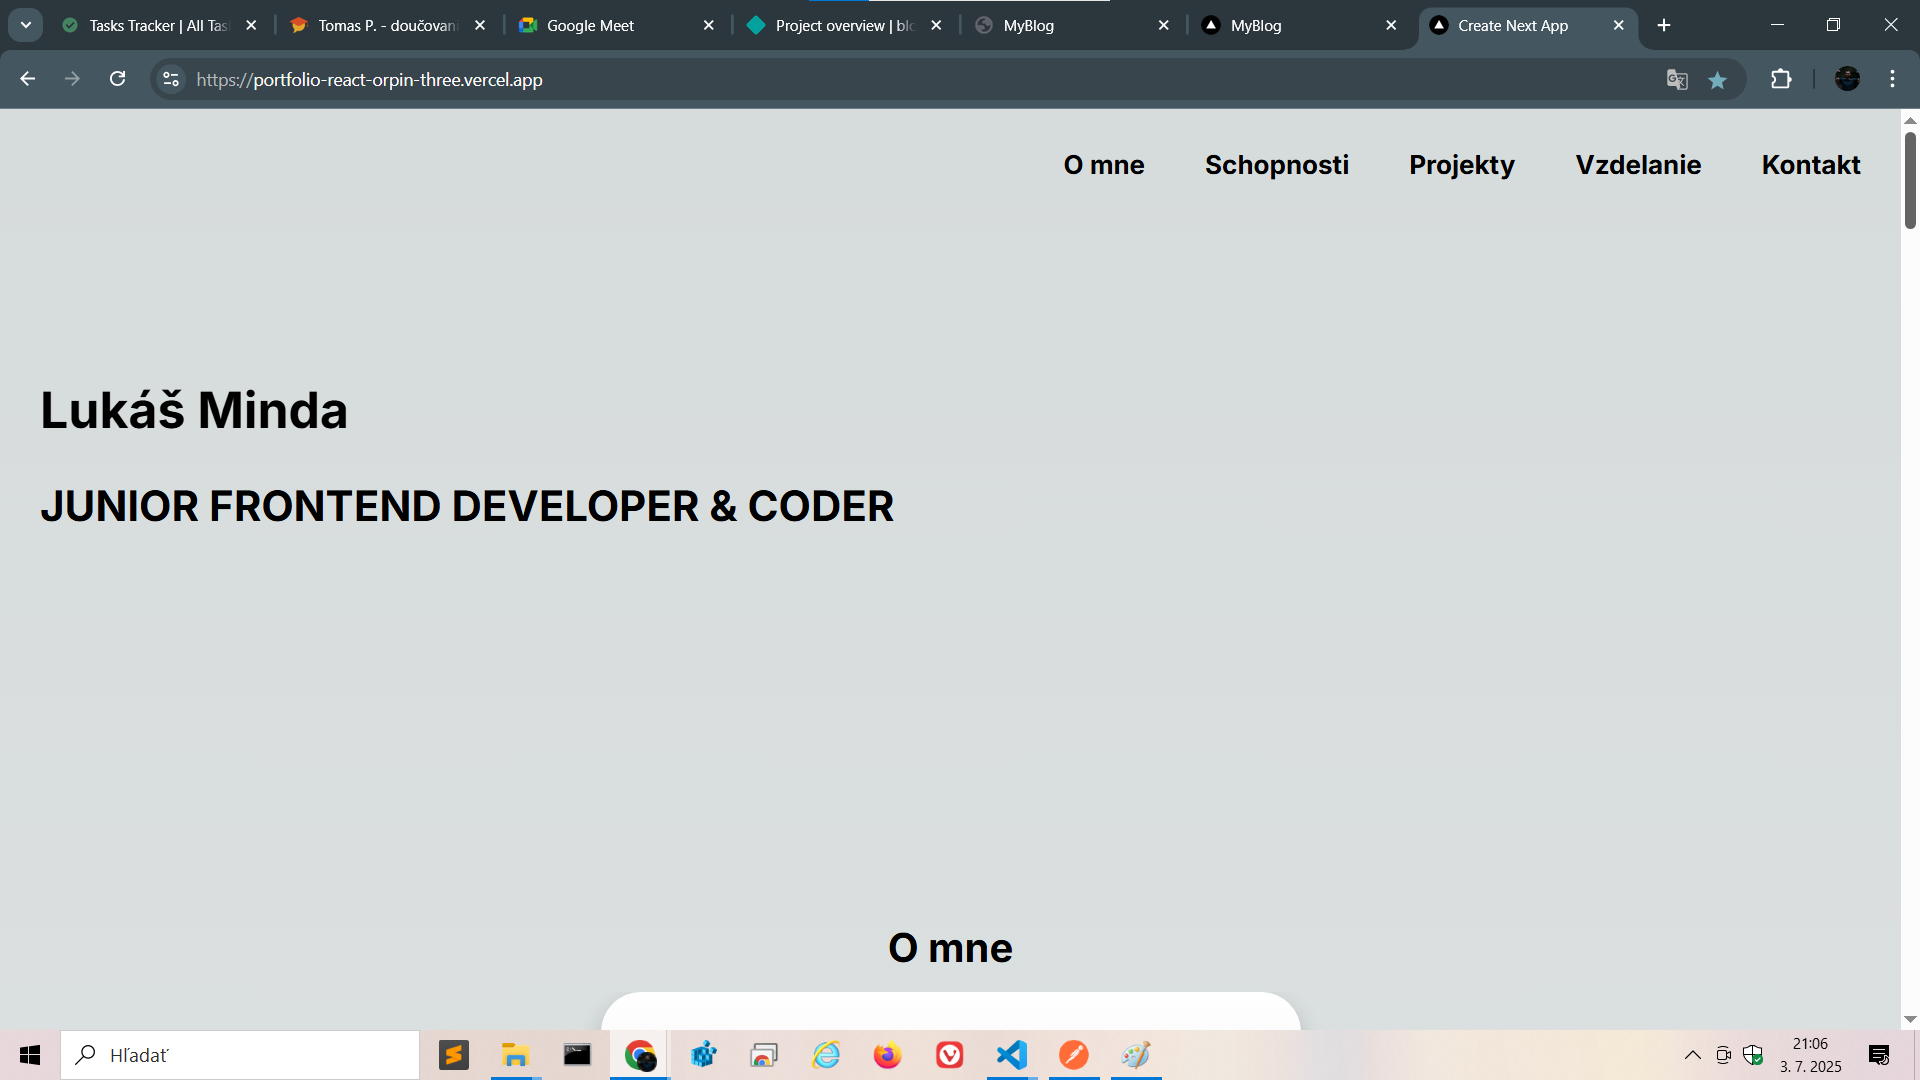 Tasks Tracker | All Tas
Tomas P. - doučovani
Google Meet
Project overview | blo
MyBlog
MyBlog
Create Next App
https://portfolio-react-orpin-three.vercel.app
O mne
Schopnosti
Projekty
Vzdelanie
Kontakt
Lukáš Minda
JUNIOR FRONTEND DEVELOPER & CODER
O mne
Hľadať
21:06
3. 7. 2025